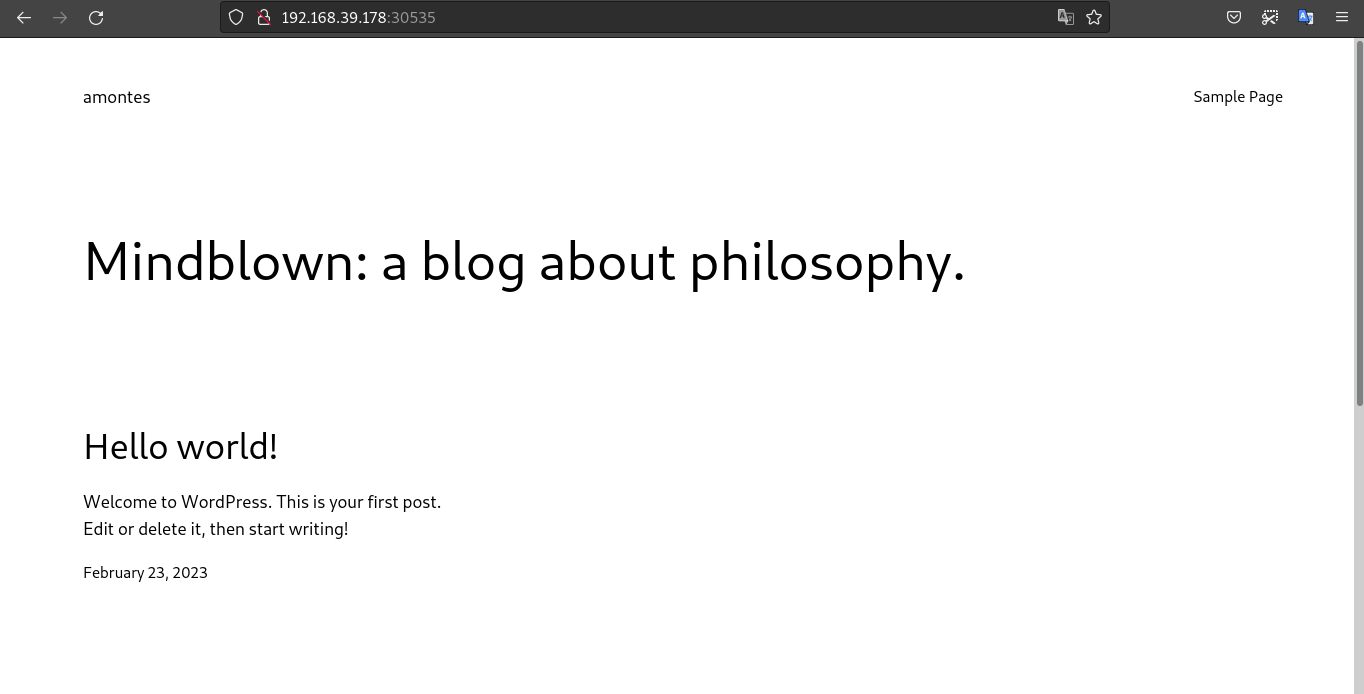 192.168.39.178:30535
amontes
Sample Page
Mindblown: a blog about philosophy.
Hello world!
Welcome to WordPress. This is your first post.
Edit or delete it, then start writing!
February 23, 2023